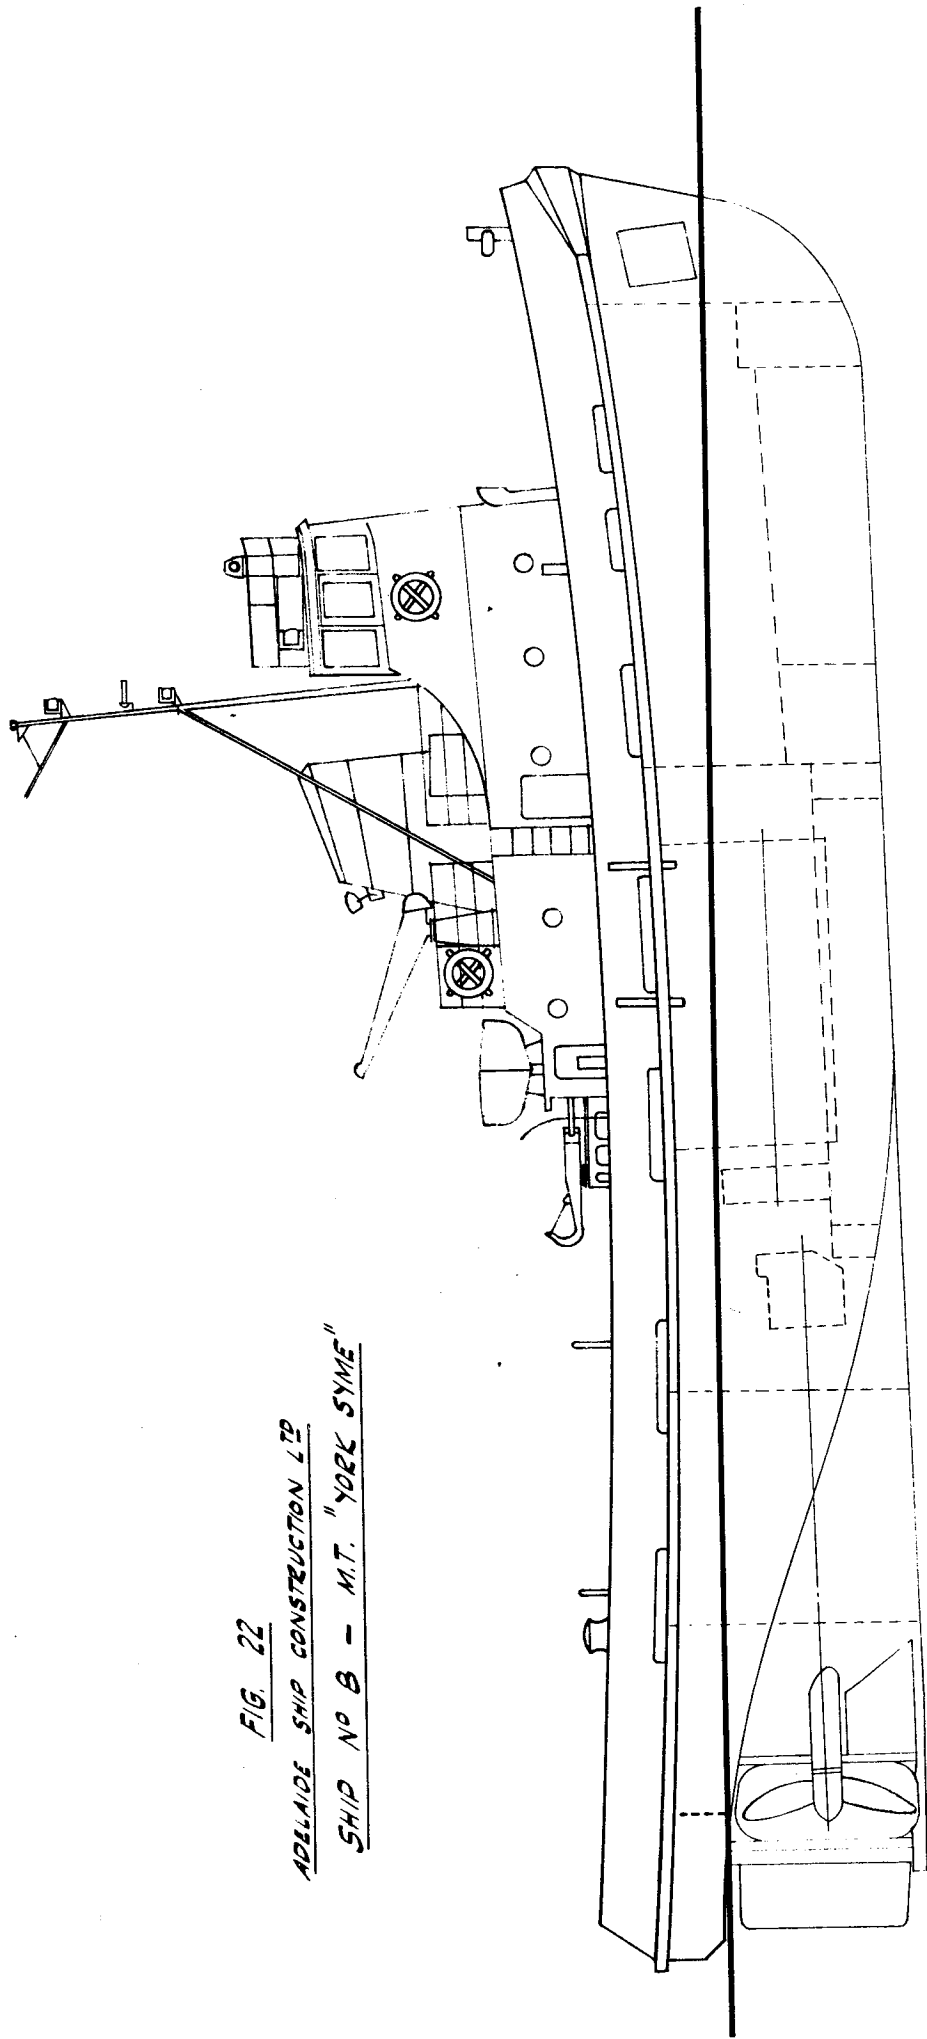 FIG. 22
ADELAIDE SHIP CONSTRUCTION LTD
SHIP NO 8 - M.T. "YORK SYME"